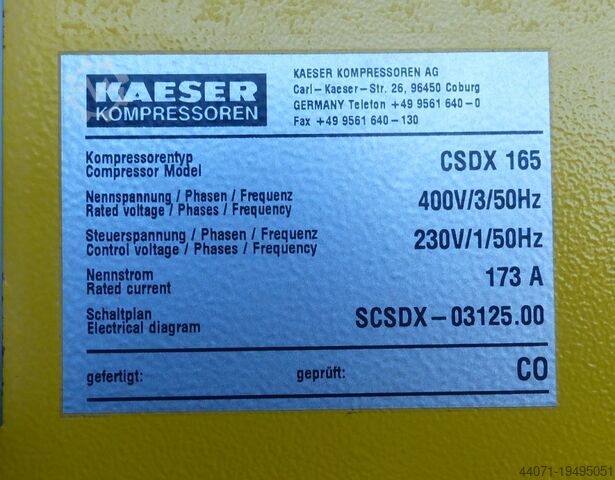 KAESER
KOMPRESSOREN
KAESER KOMPRESSOREN AG
Carl-Kaeser-Str. 26, 96450 Coburg
GERMANY Telefon +49 9561 640-0
Fax +49 9561 640-130
Kompressorentyp
Compressor Model
CSDX 165
Nennspannung / Phasen / Frequenz
Rated voltage / Phases / Frequency
400V/3/50Hz
Steuerspannung / Phasen / Frequenz
Control voltage / Phases / Frequency
230V/1/50Hz
Nennstrom
Rated current
173 A
Schaltplan
Electrical diagram
SCSDX-03125.00
gefertigt: geprüft: CO
44071-19495051